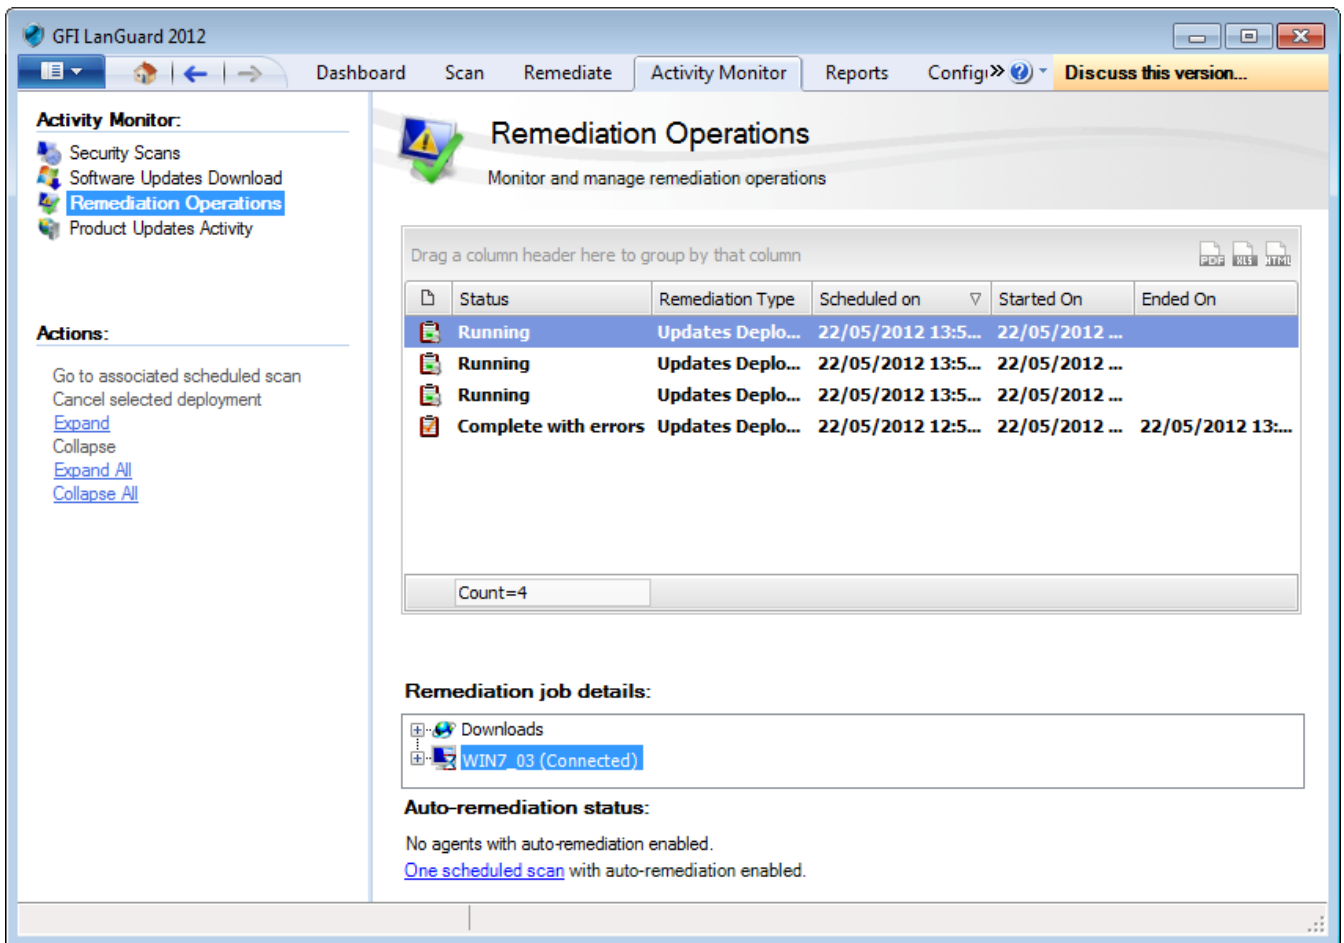 GFI LanGuard 2012
Dashboard Scan Remediate Activity Monitor Reports Config Discuss this version...
Activity Monitor:
Security Scans
Software Updates Download
Remediation Operations
Product Updates Activity
Actions:
Go to associated scheduled scan
Cancel selected deployment
Expand
Collapse
Expand All
Collapse All
Remediation Operations
Monitor and manage remediation operations
Drag a column header here to group by that column PDF XLS HTML
Status Remediation Type Scheduled on Started On Ended On
Running Updates Deplo... 22/05/2012 13:5... 22/05/2012 ...
Running Updates Deplo... 22/05/2012 13:5... 22/05/2012 ...
Running Updates Deplo... 22/05/2012 13:5... 22/05/2012 ...
Complete with errors Updates Deplo... 22/05/2012 12:5... 22/05/2012 ... 22/05/2012 13:...
Count=4
Remediation job details:
Downloads
WIN7_03 (Connected)
Auto-remediation status:
No agents with auto-remediation enabled.
One scheduled scan with auto-remediation enabled.